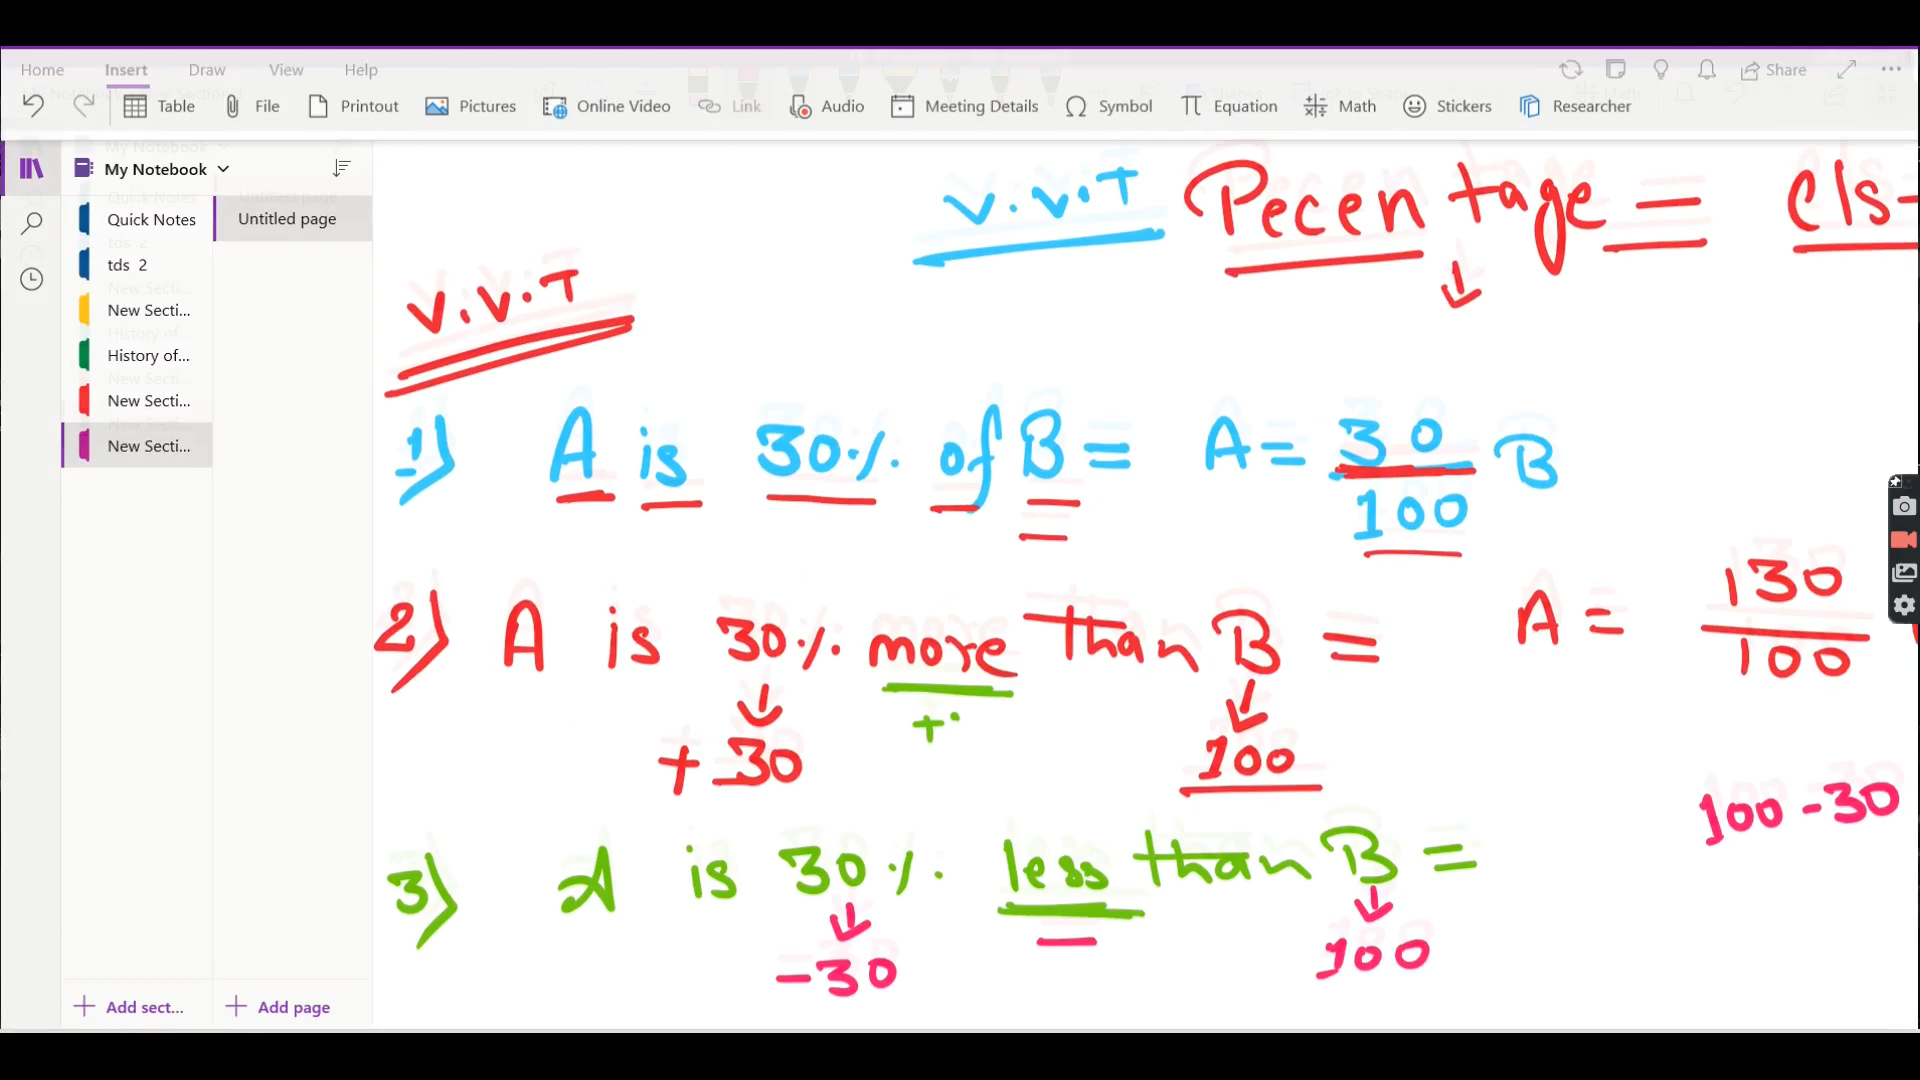 Home Insert Draw View Help Share
Table File Printout Pictures Online Video Link Audio Meeting Details Symbol Equation Math Stickers Researcher
My Notebook
Quick Notes
tds 2
New Secti...
History of...
New Secti...
New Secti...
Untitled page
Add sect...
Add page
V.V.I Pecentage = cls-
V.V.I
1) A is 30% of B = A = 30/100 B
2) A is 30% more than B = A = 130/100
+30 + 100
100 - 30
3) A is 30% less than B =
-30 100